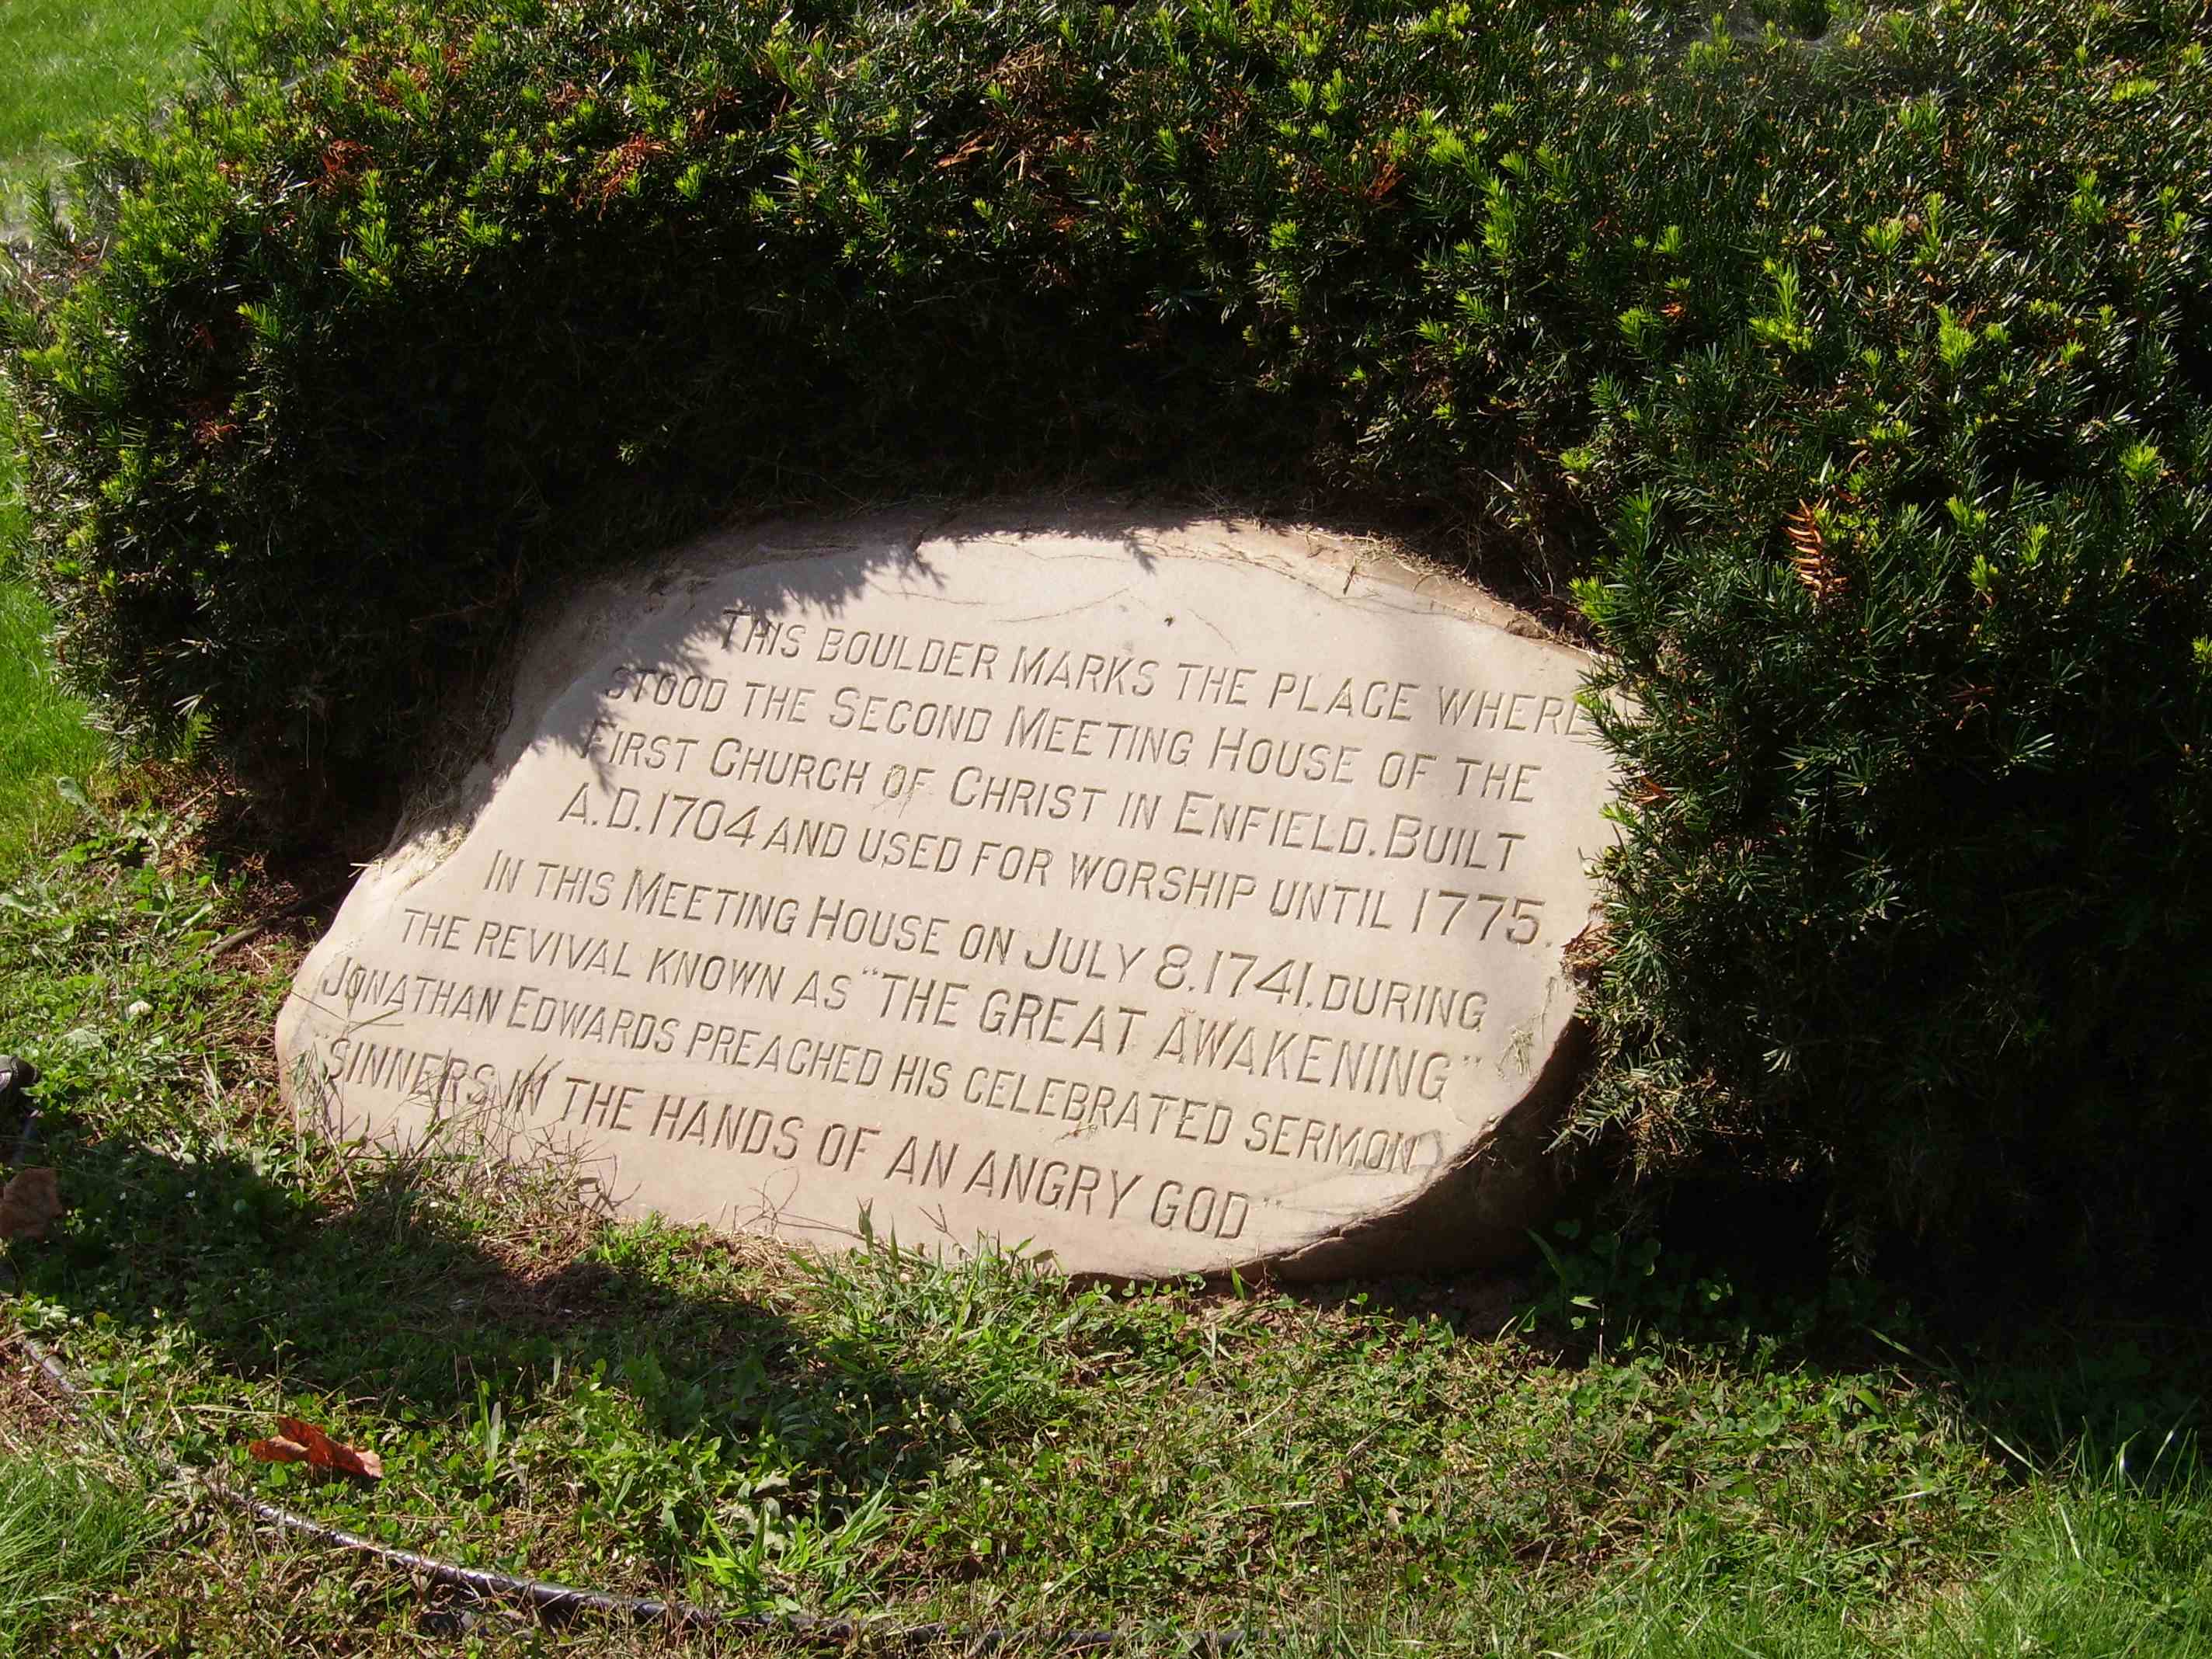 THIS BOULDER MARKS THE PLACE WHERE
STOOD THE SECOND MEETING HOUSE OF THE
FIRST CHURCH OF CHRIST IN ENFIELD. BUILT
A.D. 1704 AND USED FOR WORSHIP UNTIL 1775.
IN THIS MEETING HOUSE ON JULY 8. 1741. DURING
THE REVIVAL KNOWN AS "THE GREAT AWAKENING"
JONATHAN EDWARDS PREACHED HIS CELEBRATED SERMON
"SINNERS IN THE HANDS OF AN ANGRY GOD"